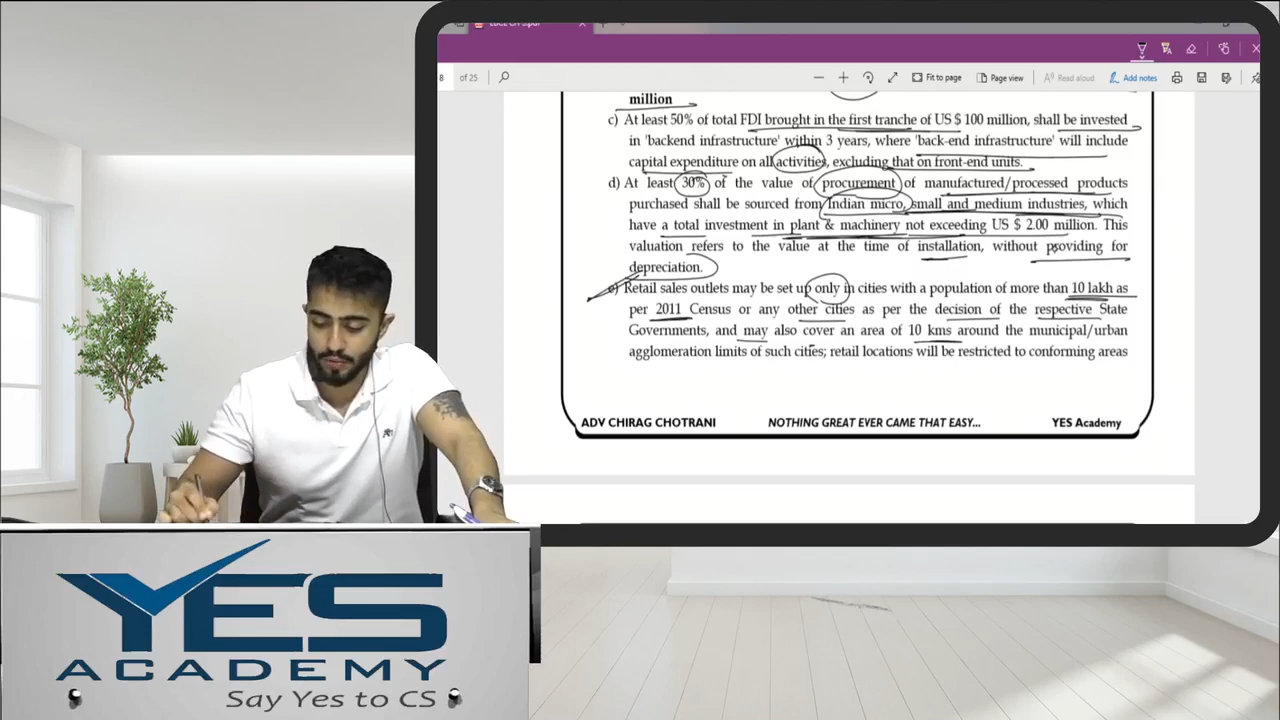 8 of 25
Fit to page
Page view
Read aloud
Add notes
million
c) At least 50% of total FDI brought in the first tranche of US $ 100 million, shall be invested
in 'backend infrastructure' within 3 years, where 'back-end infrastructure' will include
capital expenditure on all activities, excluding that on front-end units.
d) At least 30% of the value of procurement of manufactured/processed products
purchased shall be sourced from Indian micro, small and medium industries, which
have a total investment in plant & machinery not exceeding US $ 2.00 million. This
valuation refers to the value at the time of installation, without providing for
depreciation.
e) Retail sales outlets may be set up only in cities with a population of more than 10 lakh as
per 2011 Census or any other cities as per the decision of the respective State
Governments, and may also cover an area of 10 kms around the municipal/urban
agglomeration limits of such cities; retail locations will be restricted to conforming areas
ADV CHIRAG CHOTRANI NOTHING GREAT EVER CAME THAT EASY... YES Academy
YES
ACADEMY
Say Yes to CS